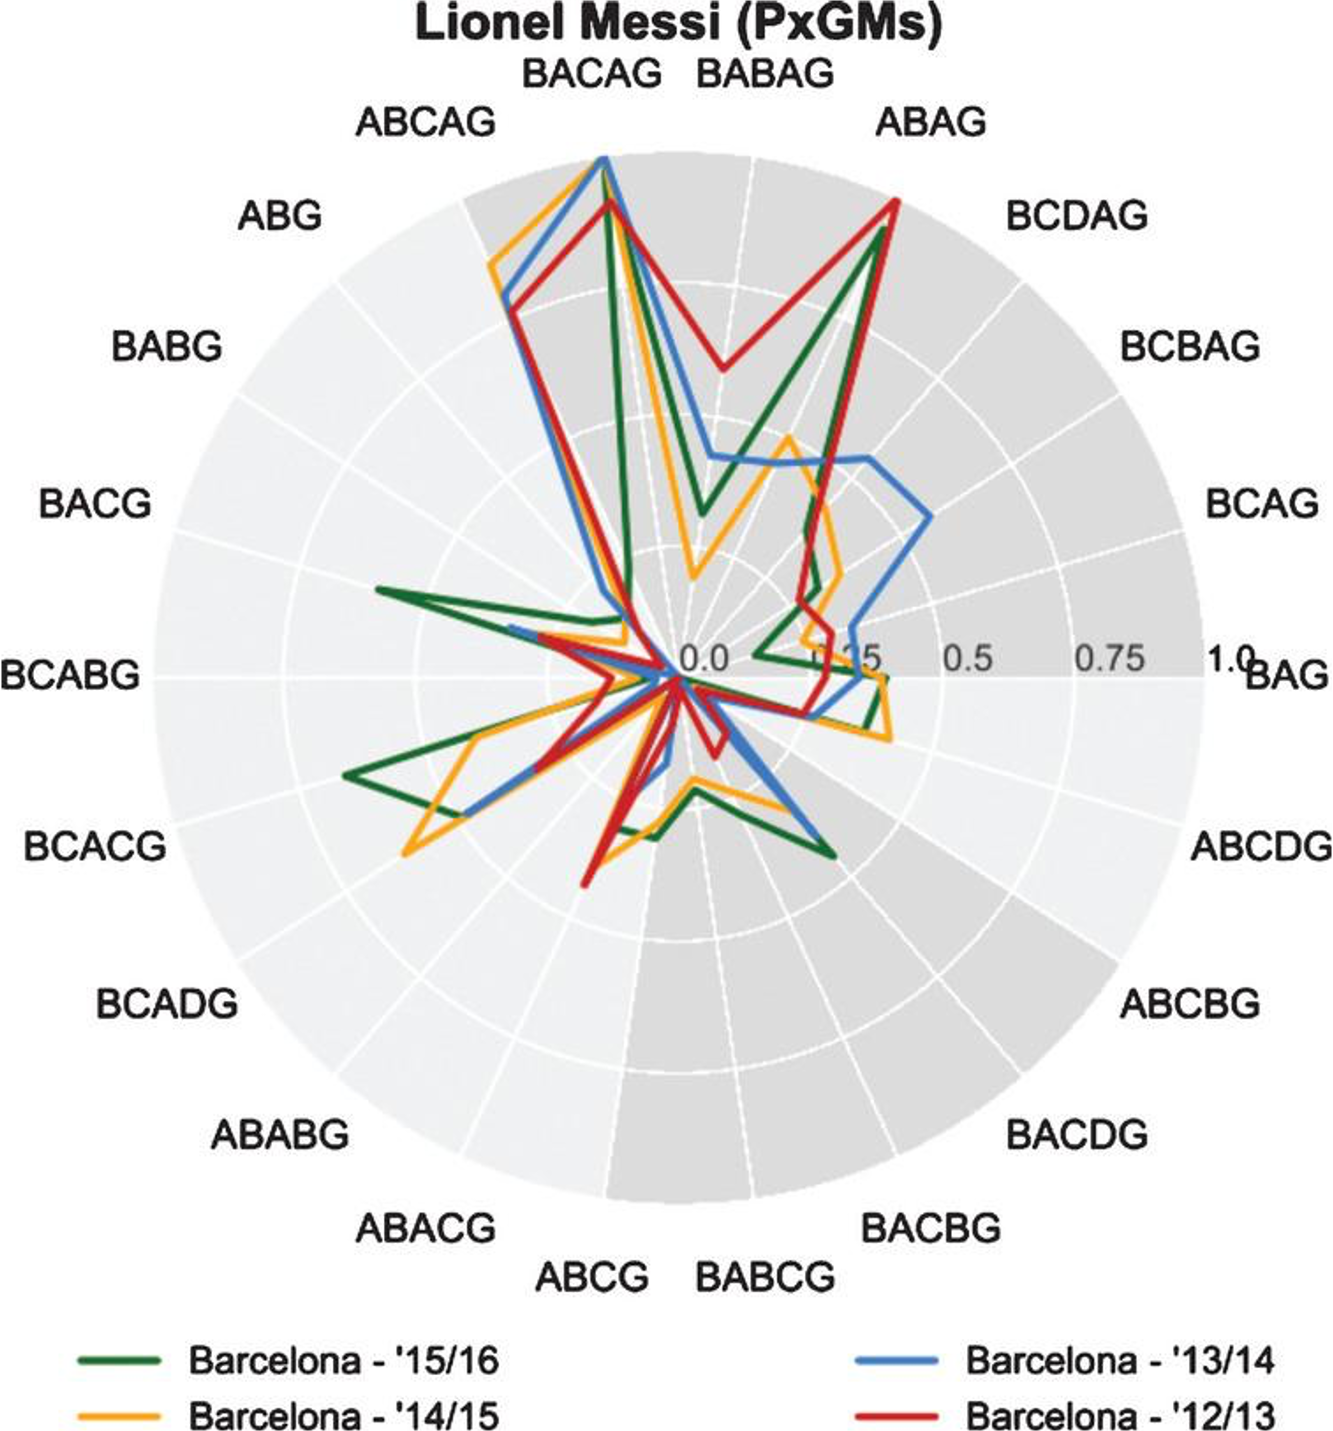 Lionel Messi (PxGMs)
BACAG BABAG
ABCAG ABAG
ABG BCDAG
BABG BCBAG
BACG BCAG
0.0 0.25 0.5 0.75 1.0
BCABG BAG
BCACG ABCDG
BCADG ABCBG
ABABG BACDG
ABACG BACBG
ABCG BABCG
Barcelona - '15/16 Barcelona - '13/14
Barcelona - '14/15 Barcelona - '12/13